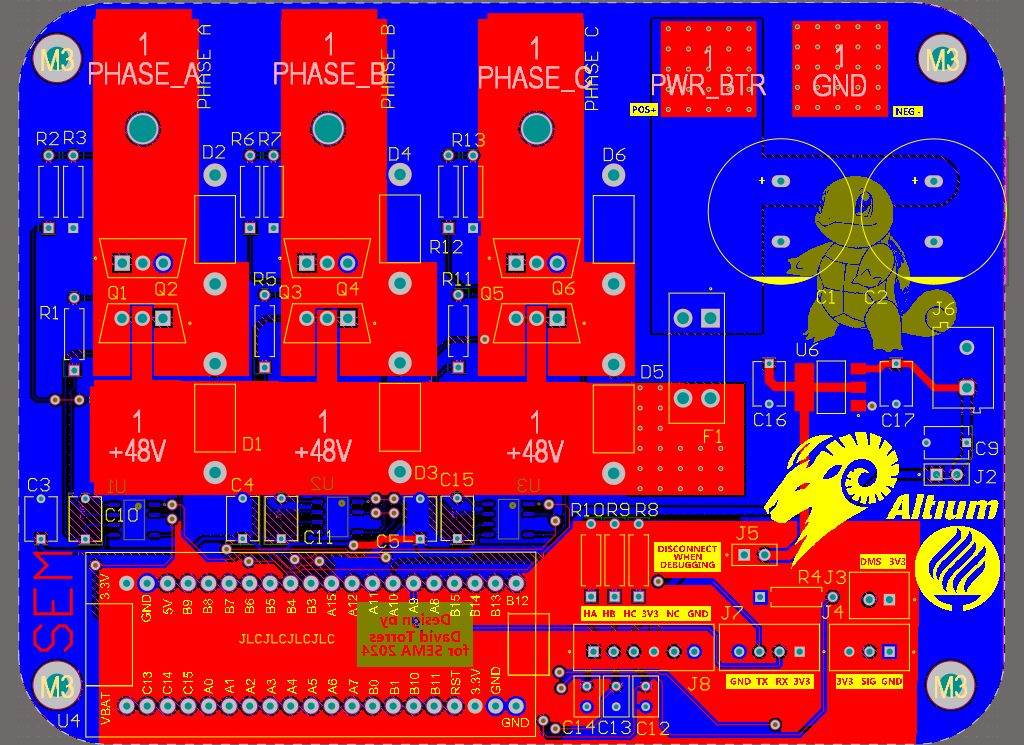 M3
1
PHASE_A
PHASE A
1
PHASE_B
PHASE B
1
PHASE_C
PHASE C
1
PWR_BTR
1
GND
M3
POS+
NEG -
R2 R3
D2
R6 R7
D4
R13
D6
R12
+
+
Q1
Q2
Q3
R5
Q4
Q5
R11
Q6
C1
C2
J6
R1
U6
D5
C16
C17
1
+48V
D1
1
+48V
D3
1
+48V
F1
C9
J2
C3
C10
U1
C4
C11
U2
C5
C15
U3
R10 R9 R8
Altium
SEM
DISCONNECT
WHEN
DEBUGGING
J5
DMS 3V3
R4 J3
3.3V
GND
5V
B9
B8
B7
B6
B5
B4
B3
A15
A12
A11
A10
A9
A8
B15
B14
B13
B12
JLCJLCJLCJLC
Design by
David Torres
for SEMA 2024
HA HB HC 3V3 NC GND
J7
J4
J8
GND TX RX 3V3
3V3 SIG GND
M3
U4
VBAT
C13
C14
C15
A0
A1
A2
A3
A4
A5
A6
A7
B0
B1
B10
B11
RST
3.3V
GND
GND
C14 C13 C12
M3